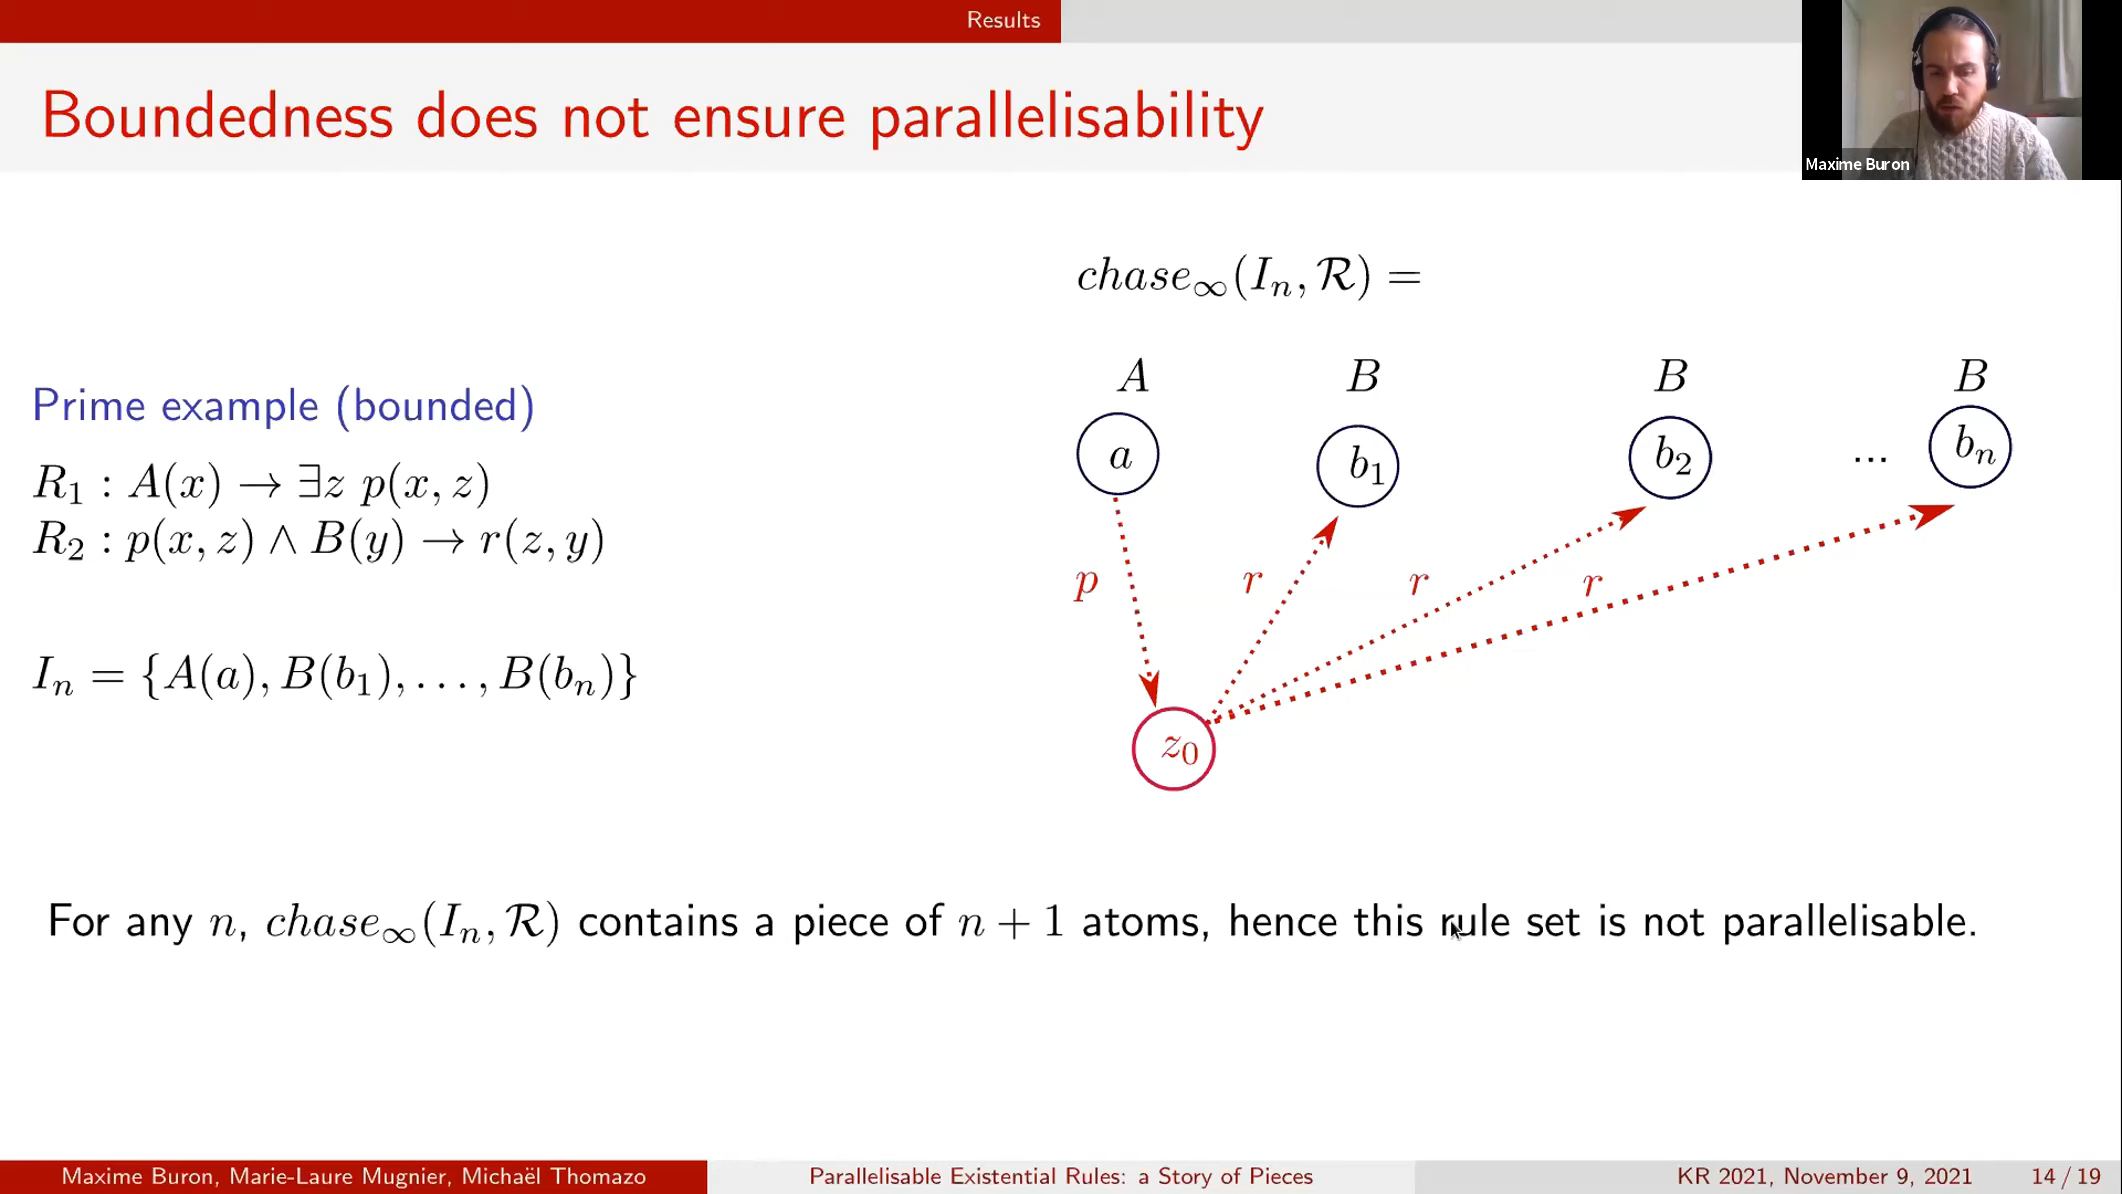 Results
Boundedness does not ensure parallelisability
Maxime Buron
chase∞(Iₙ, ℛ) =
A B B B
a b₁ b₂ ... bₙ
Prime example (bounded)
R₁ : A(x) → ∃z p(x, z)
R₂ : p(x, z) ∧ B(y) → r(z, y)
p r r r
Iₙ = {A(a), B(b₁), . . . , B(bₙ)}
z₀
For any n, chase∞(Iₙ, ℛ) contains a piece of n + 1 atoms, hence this rule set is not parallelisable.
Maxime Buron, Marie-Laure Mugnier, Michaël Thomazo
Parallelisable Existential Rules: a Story of Pieces
KR 2021, November 9, 2021
14 / 19